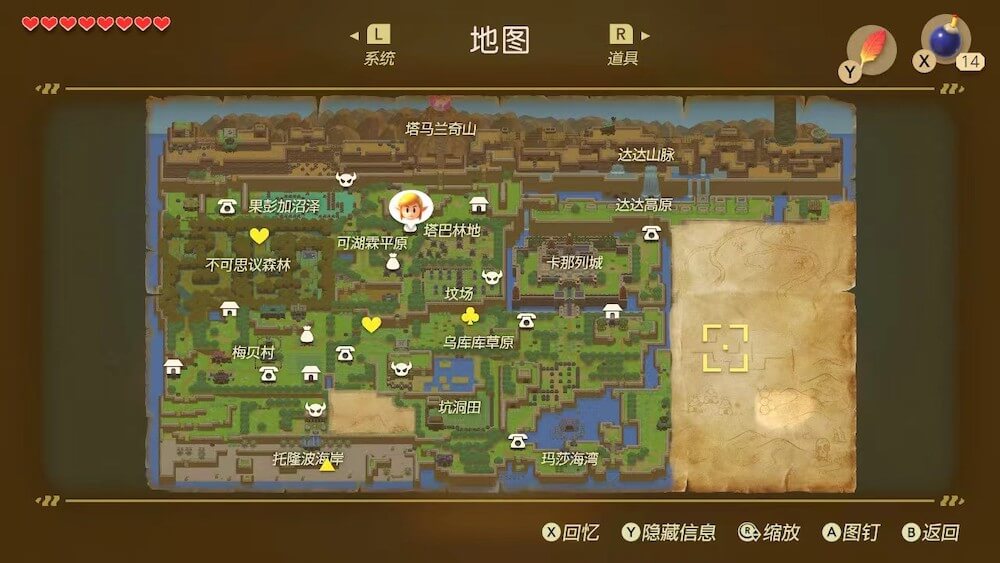 L
地图
R
系统
道具
Y
X
14
塔马兰奇山
达达山脉
果彭加沼泽
达达高原
塔巴林地
可湖霖平原
不可思议森林
卡那列城
坟场
乌库库草原
梅贝村
坑洞田
托隆波海岸
玛莎海湾
X回忆 Y隐藏信息 R缩放 A图钉 B返回